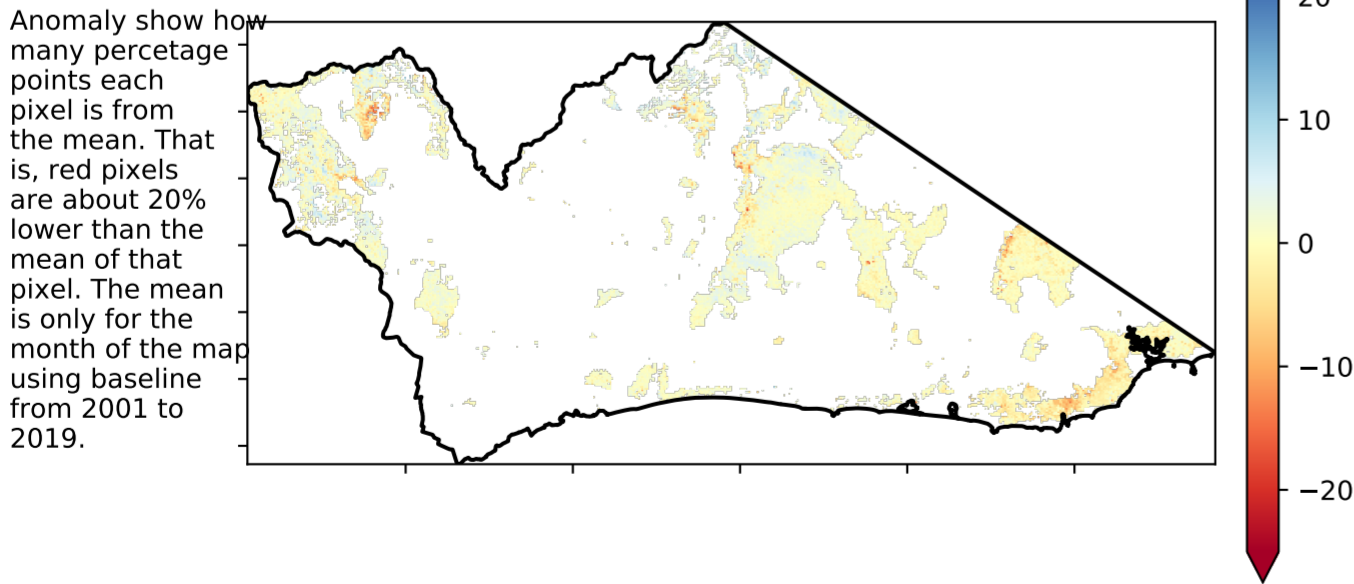 Anomaly show how
many percetage
points each
pixel is from
the mean. That
is, red pixels
are about 20%
lower than the
mean of that
pixel. The mean
is only for the
month of the map
using baseline
from 2001 to
2019.
20
10
0
−10
−20